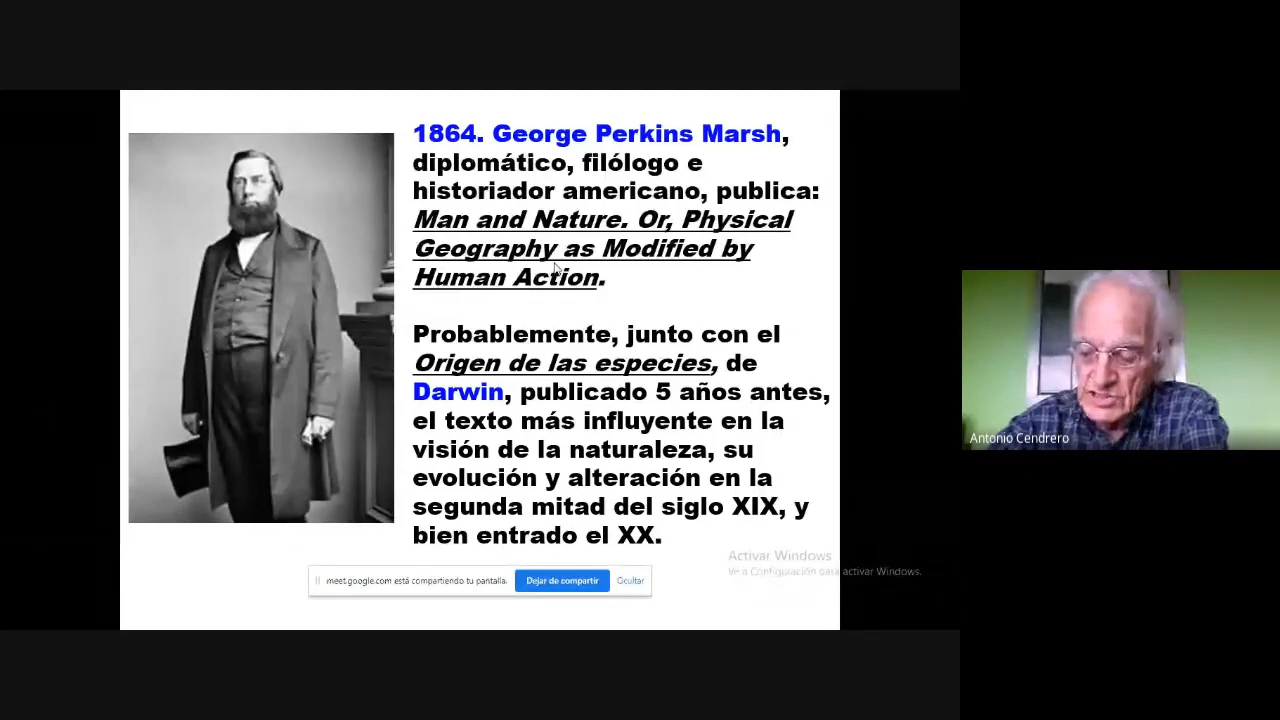 1864. George Perkins Marsh,
diplomático, filólogo e
historiador americano, publica:
Man and Nature. Or, Physical
Geography as Modified by
Human Action.
Probablemente, junto con el
Origen de las especies, de
Darwin, publicado 5 años antes,
el texto más influyente en la
visión de la naturaleza, su
evolución y alteración en la
segunda mitad del siglo XIX, y
bien entrado el XX.
Activar Windows
Ve a Configuración para activar Windows.
meet.google.com está compartiendo tu pantalla.
Dejar de compartir
Ocultar
Antonio Cendrero